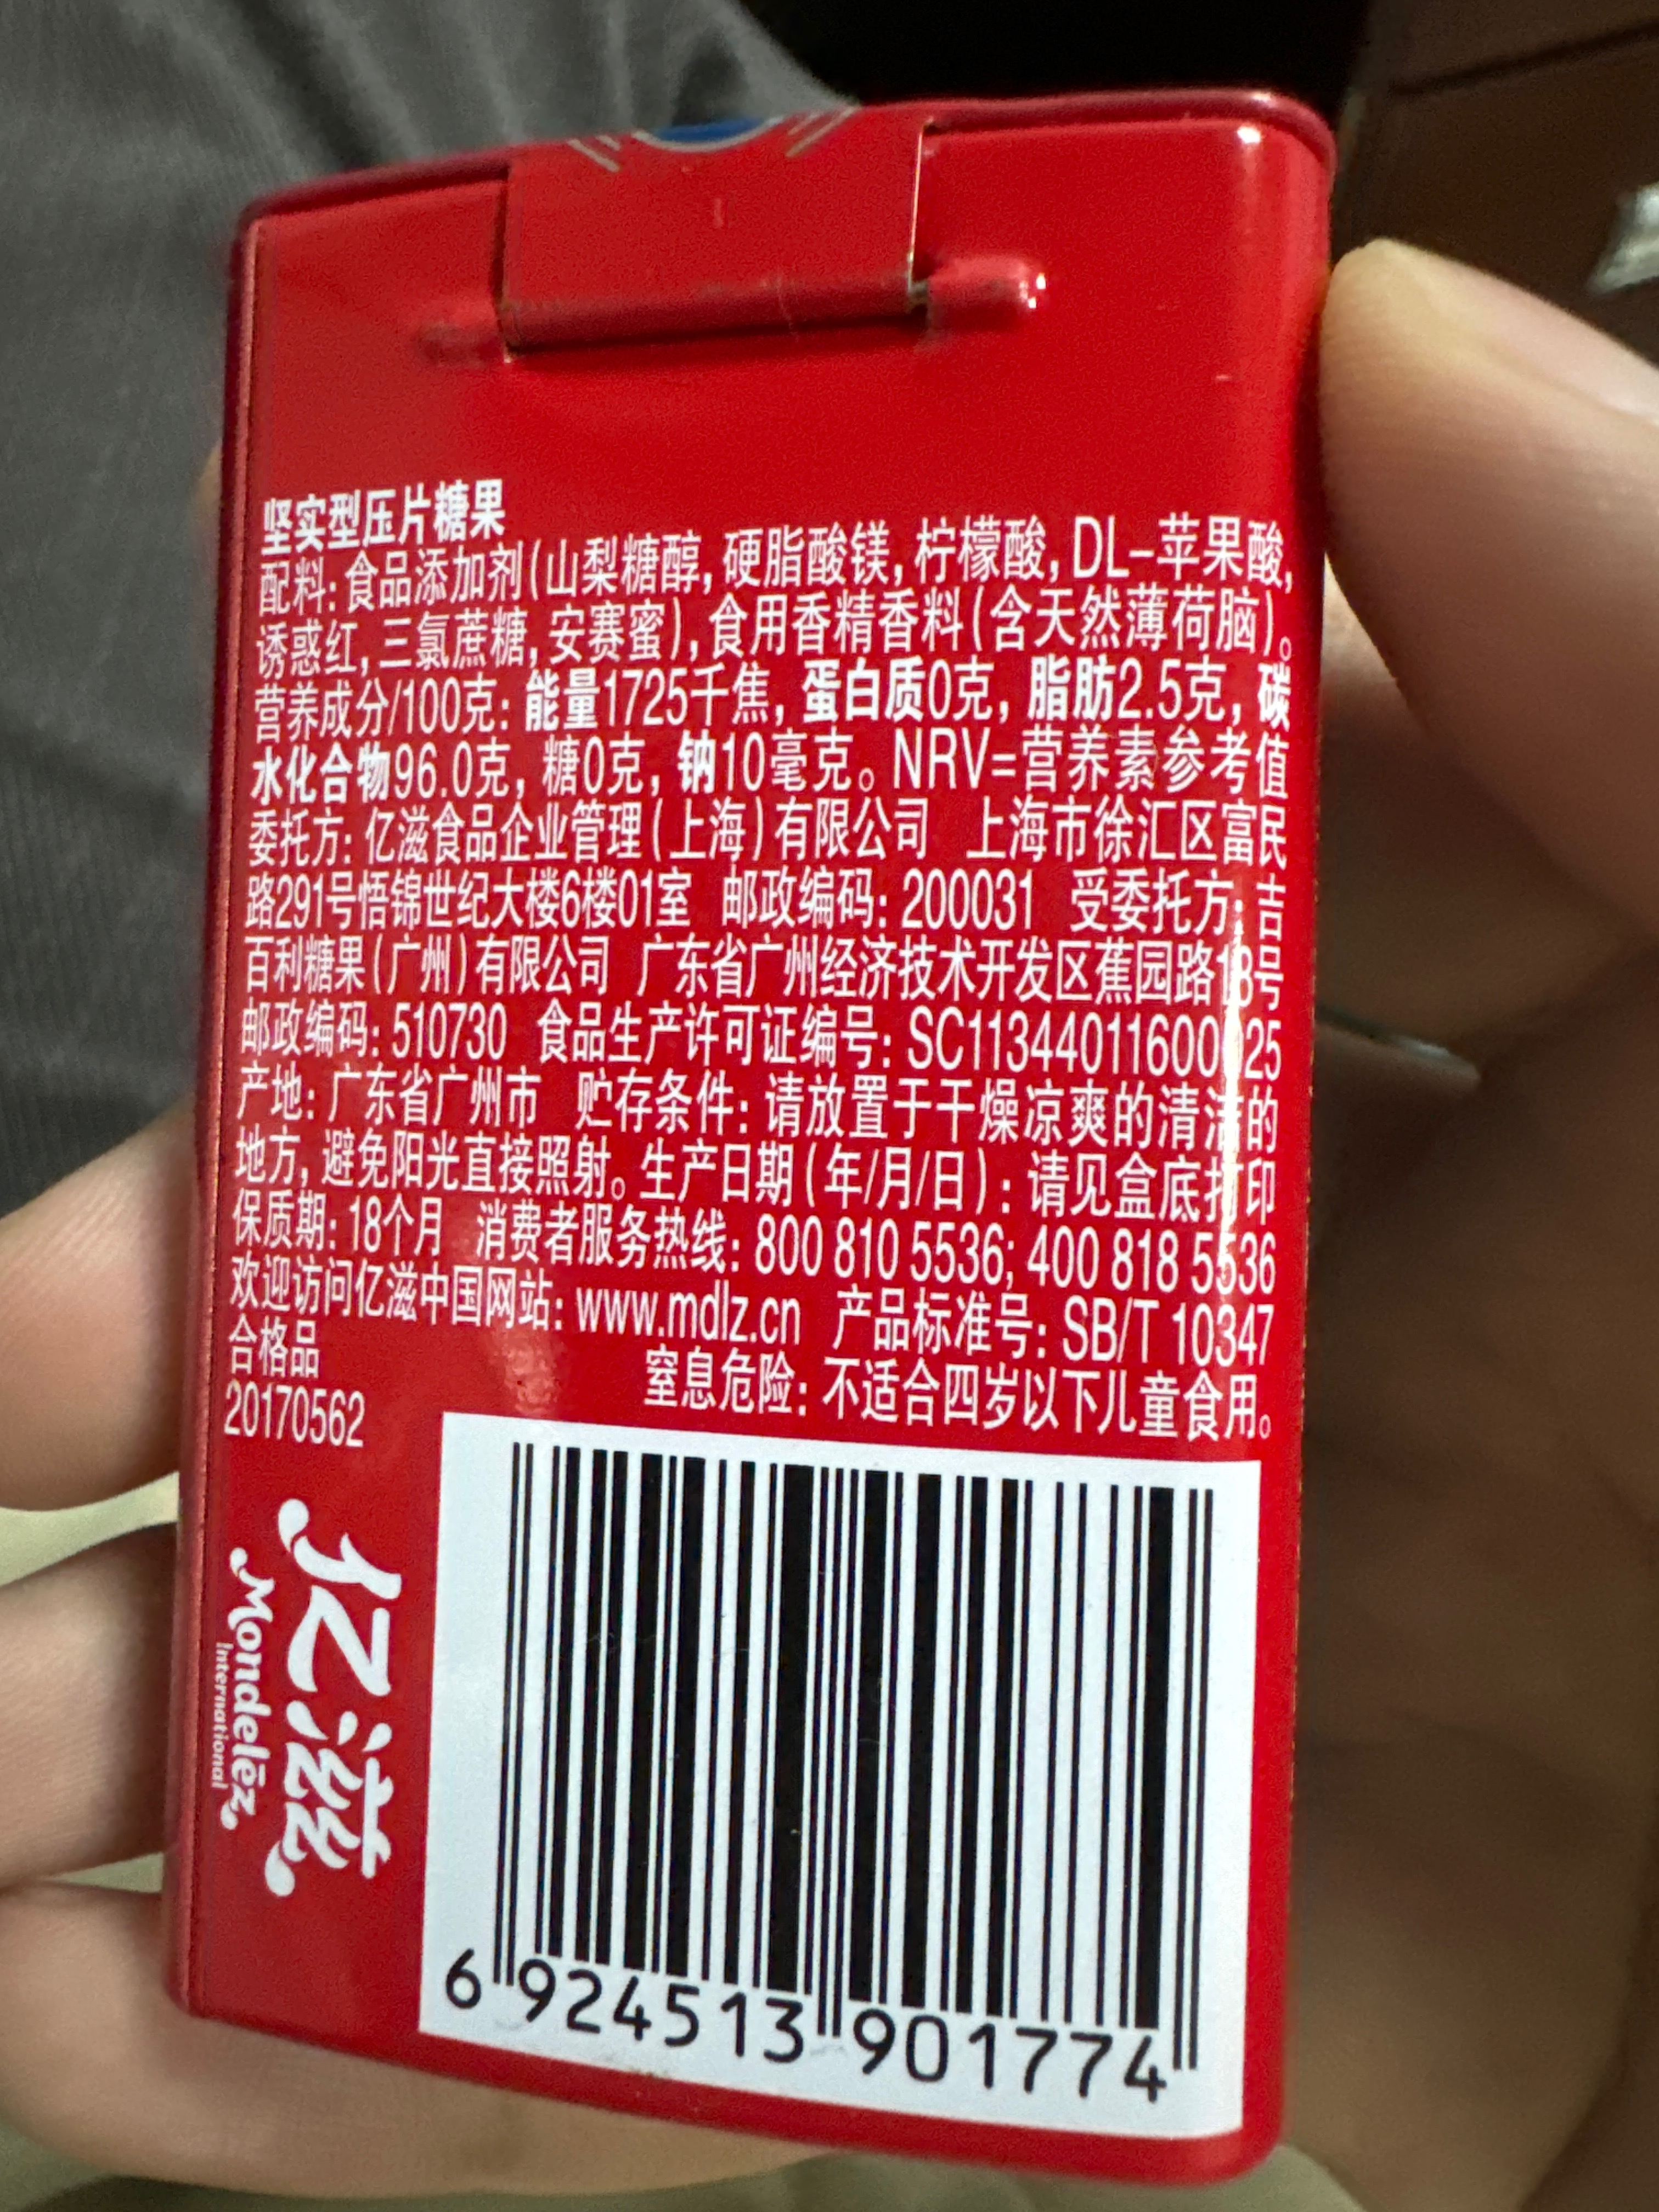 坚实型压片糖果
配料:食品添加剂(山梨糖醇,硬脂酸镁,柠檬酸,DL-苹果酸,
诱惑红,三氯蔗糖,安赛蜜),食用香精香料(含天然薄荷脑)。
营养成分/100克:能量1725千焦,蛋白质0克,脂肪2.5克,碳
水化合物96.0克,糖0克,钠10毫克。NRV=营养素参考值
委托方:亿滋食品企业管理(上海)有限公司 上海市徐汇区富民
路291号悟锦世纪大楼6楼01室 邮政编码:200031 受委托方:吉
百利糖果(广州)有限公司 广东省广州经济技术开发区蕉园路18号
邮政编码:510730 食品生产许可证编号:
产地:广东省广州市 贮存条件:请放置于干燥凉爽的清洁的
地方,避免阳光直接照射。生产日期(年/月/日):请见盒底打印
保质期:18个月 消费者服务热线:800 810 5536; 400 818 5536
欢迎访问亿滋中国网站:www.mdlz.cn 产品标准号:SB/T 10347
合格品
窒息危险:不适合四岁以下儿童食用。
20170562
亿滋
Mondelēz
International
6 924513 901774